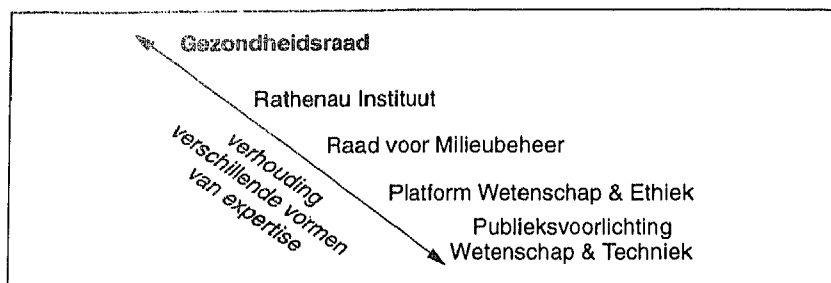 Gezondheidsraad
Rathenau Instituut
Raad voor Milieubeheer
Platform Wetenschap & Ethiek
Publieksvoorlichting
Wetenschap & Techniek
verhouding
verschillende vormen
van expertise